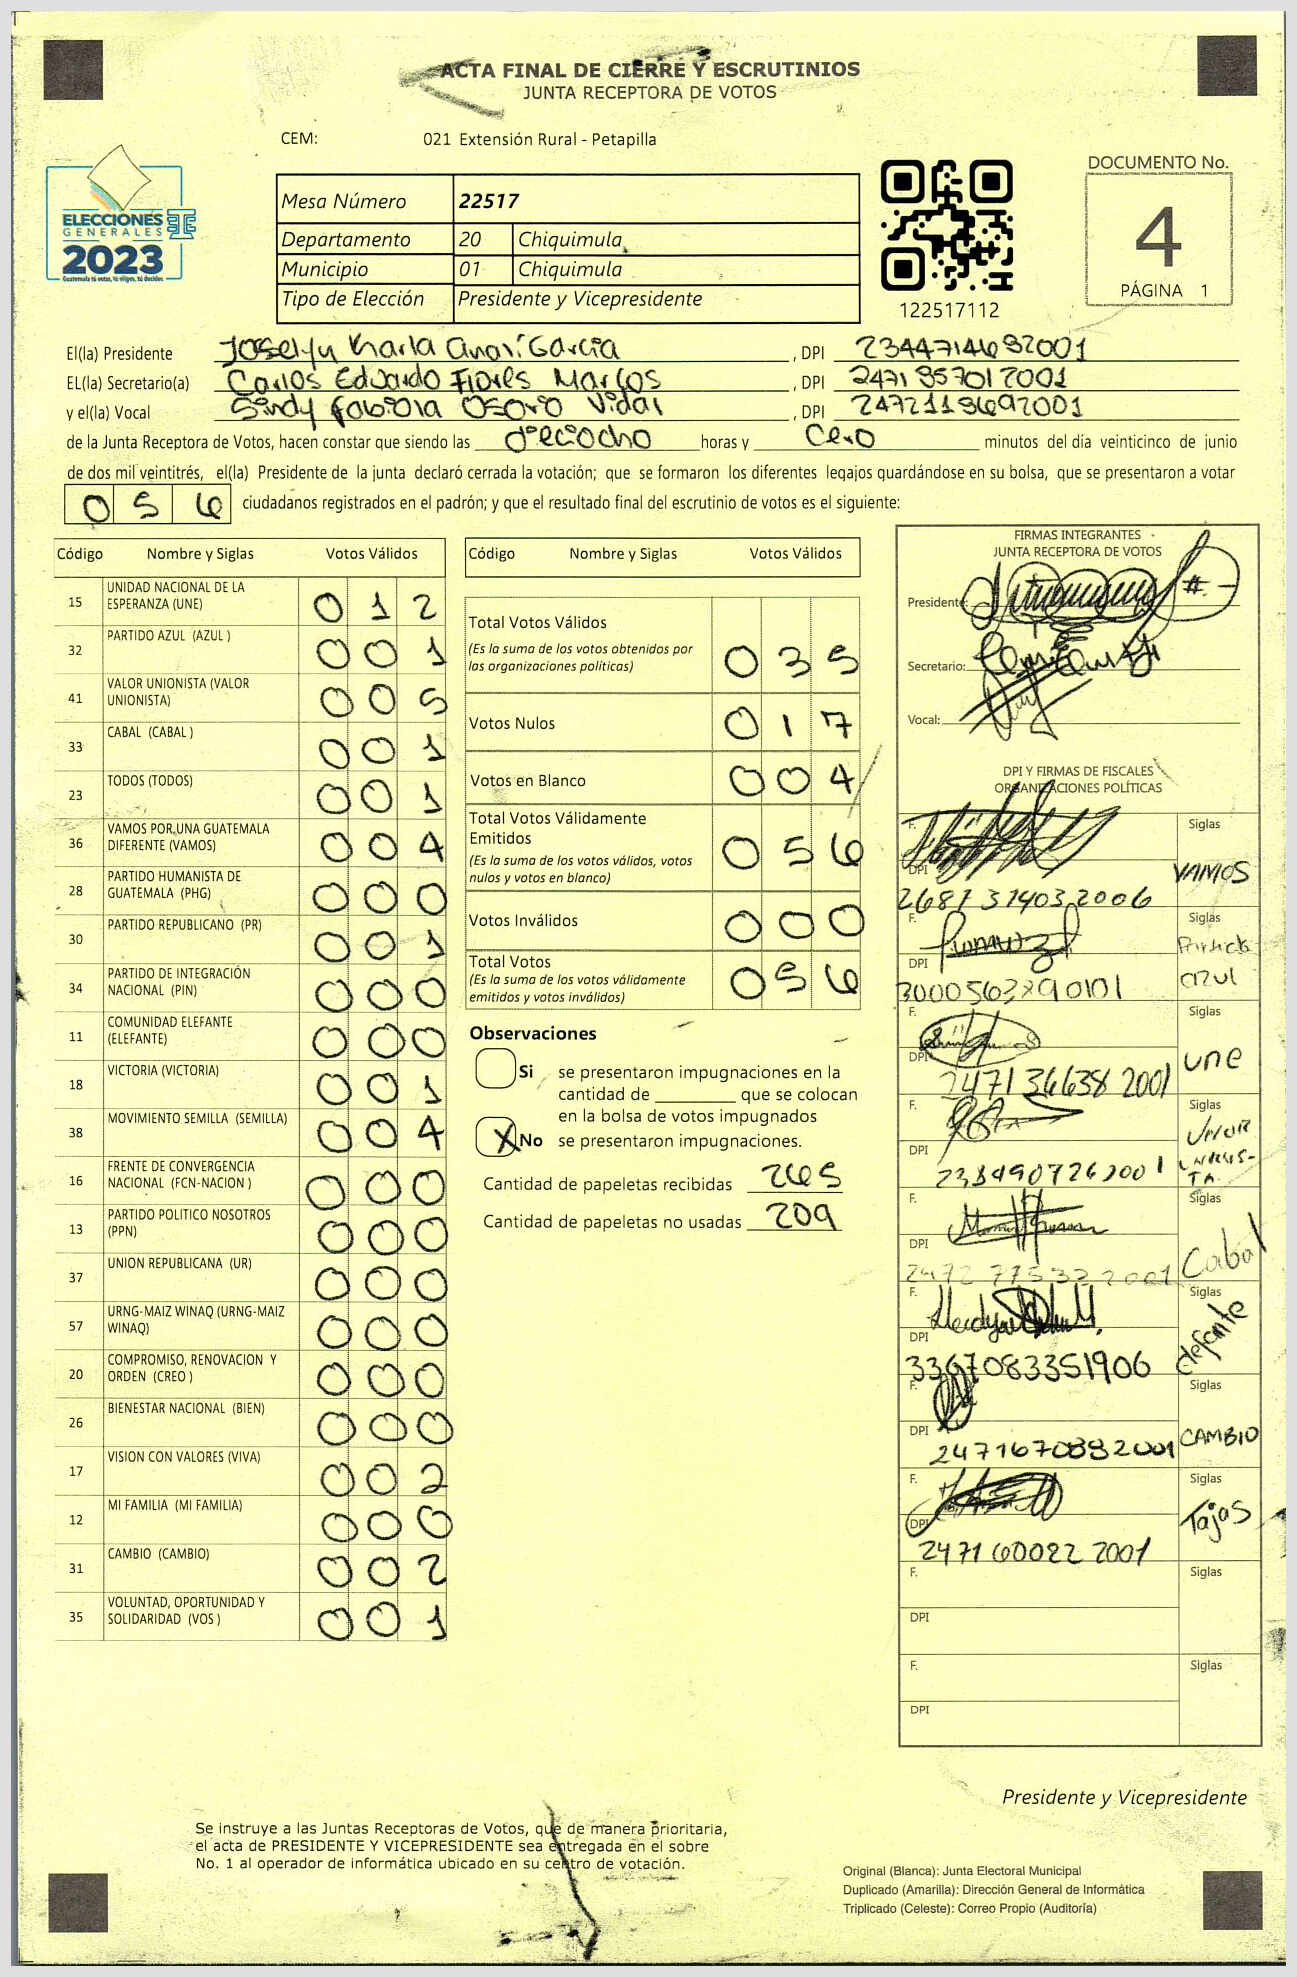 ACTA FINAL DE CIERRE Y ESCRUTINIOS
JUNTA RECEPTORA DE VOTOS
CEM: 021 Extensión Rural - Petapilla
ELECCIONES
GENERALES
2023
Guatemala tú votas, tú eliges, tú decides
Mesa Número 22517
Departamento 20 Chiquimula
Municipio 01 Chiquimula
Tipo de Elección Presidente y Vicepresidente
122517112
DOCUMENTO No.
4
PÁGINA 1
El(la) Presidente Joselyn Karla Anaí García , DPI
EL(la) Secretario(a) Carlos Eduardo Flores Marcos , DPI
y el(la) Vocal Sindy Fabiola Osorio Vidal , DPI
de la Junta Receptora de Votos, hacen constar que siendo las dieciocho horas y cero minutos del día veinticinco de junio
de dos mil veintitrés, el(la) Presidente de la junta declaró cerrada la votación; que se formaron los diferentes legajos quardándose en su bolsa, que se presentaron a votar
0 5 6 ciudadanos registrados en el padrón; y que el resultado final del escrutinio de votos es el siguiente:
Código Nombre y Siglas Votos Válidos
15 UNIDAD NACIONAL DE LA ESPERANZA (UNE) 0 1 2
32 PARTIDO AZUL (AZUL ) 0 0 1
41 VALOR UNIONISTA (VALOR UNIONISTA) 0 0 5
33 CABAL (CABAL ) 0 0 1
23 TODOS (TODOS) 0 0 1
36 VAMOS POR UNA GUATEMALA DIFERENTE (VAMOS) 0 0 4
28 PARTIDO HUMANISTA DE GUATEMALA (PHG) 0 0 0
30 PARTIDO REPUBLICANO (PR) 0 0 1
34 PARTIDO DE INTEGRACIÓN NACIONAL (PIN) 0 0 0
11 COMUNIDAD ELEFANTE (ELEFANTE) 0 0 0
18 VICTORIA (VICTORIA) 0 0 1
38 MOVIMIENTO SEMILLA (SEMILLA) 0 0 4
16 FRENTE DE CONVERGENCIA NACIONAL (FCN-NACION ) 0 0 0
13 PARTIDO POLITICO NOSOTROS (PPN) 0 0 0
37 UNION REPUBLICANA (UR) 0 0 0
57 URNG-MAIZ WINAQ (URNG-MAIZ WINAQ) 0 0 0
20 COMPROMISO, RENOVACION Y ORDEN (CREO ) 0 0 0
26 BIENESTAR NACIONAL (BIEN) 0 0 0
17 VISION CON VALORES (VIVA) 0 0 2
12 MI FAMILIA (MI FAMILIA) 0 0 0
31 CAMBIO (CAMBIO) 0 0 2
35 VOLUNTAD, OPORTUNIDAD Y SOLIDARIDAD (VOS ) 0 0 1
Código Nombre y Siglas Votos Válidos
Total Votos Válidos 0 3 5
(Es la suma de los votos obtenidos por
las organizaciones políticas)
Votos Nulos 0 1 7
Votos en Blanco 0 0 4
Total Votos Válidamente
Emitidos 0 5 6
(Es la suma de los votos válidos, votos
nulos y votos en blanco)
Votos Inválidos 0 0 0
Total Votos 0 5 6
(Es la suma de los votos válidamente
emitidos y votos inválidos)
Observaciones
Si se presentaron impugnaciones en la
cantidad de ________ que se colocan
en la bolsa de votos impugnados
X No se presentaron impugnaciones.
Cantidad de papeletas recibidas 265
Cantidad de papeletas no usadas 209
FIRMAS INTEGRANTES
JUNTA RECEPTORA DE VOTOS
Presidente:
Secretario:
Vocal:
DPI Y FIRMAS DE FISCALES
ORGANIZACIONES POLÍTICAS
F. Siglas
DPI VAMOS
F. Siglas
DPI Partido azul
F. Siglas
DPI une
2471366382001
F. Siglas
DPI
F. Siglas
DPI Cabal
F. Siglas
DPI elefante
3367083351906
F. Siglas
DPI CAMBIO
2471670882001
F. Siglas
DPI Tajas
2471600222001
F. Siglas
DPI
F. Siglas
DPI
Presidente y Vicepresidente
Se instruye a las Juntas Receptoras de Votos, que de manera prioritaria,
el acta de PRESIDENTE Y VICEPRESIDENTE sea entregada en el sobre
No. 1 al operador de informática ubicado en su centro de votación.
Original (Blanca): Junta Electoral Municipal
Duplicado (Amarilla): Dirección General de Informática
Triplicado (Celeste): Correo Propio (Auditoría)